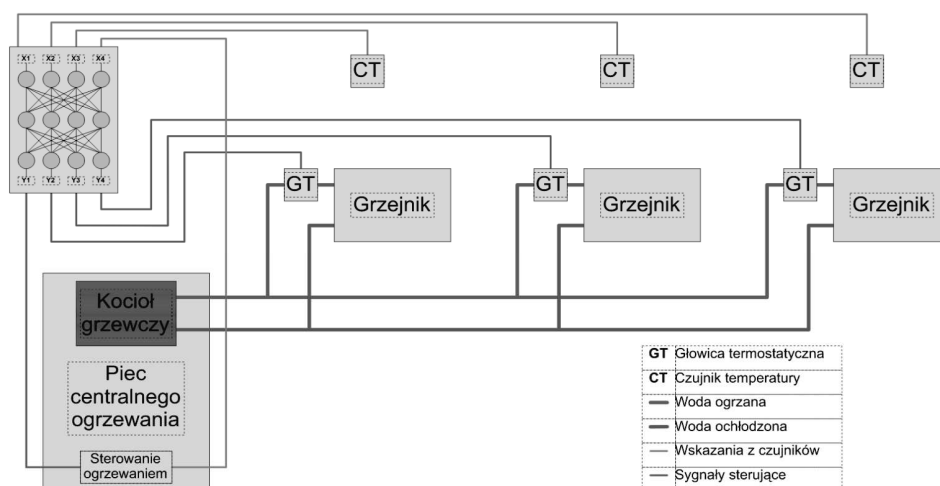 X1 X2 X3 X4
CT CT CT
Y1 Y2 Y3 Y4
GT GT GT
Grzejnik Grzejnik Grzejnik
Kocioł
grzewczy
Piec
centralnego
ogrzewania
Sterowanie
ogrzewaniem
GT Głowica termostatyczna
CT Czujnik temperatury
Woda ogrzana
Woda ochłodzona
Wskazania z czujników
Sygnały sterujące